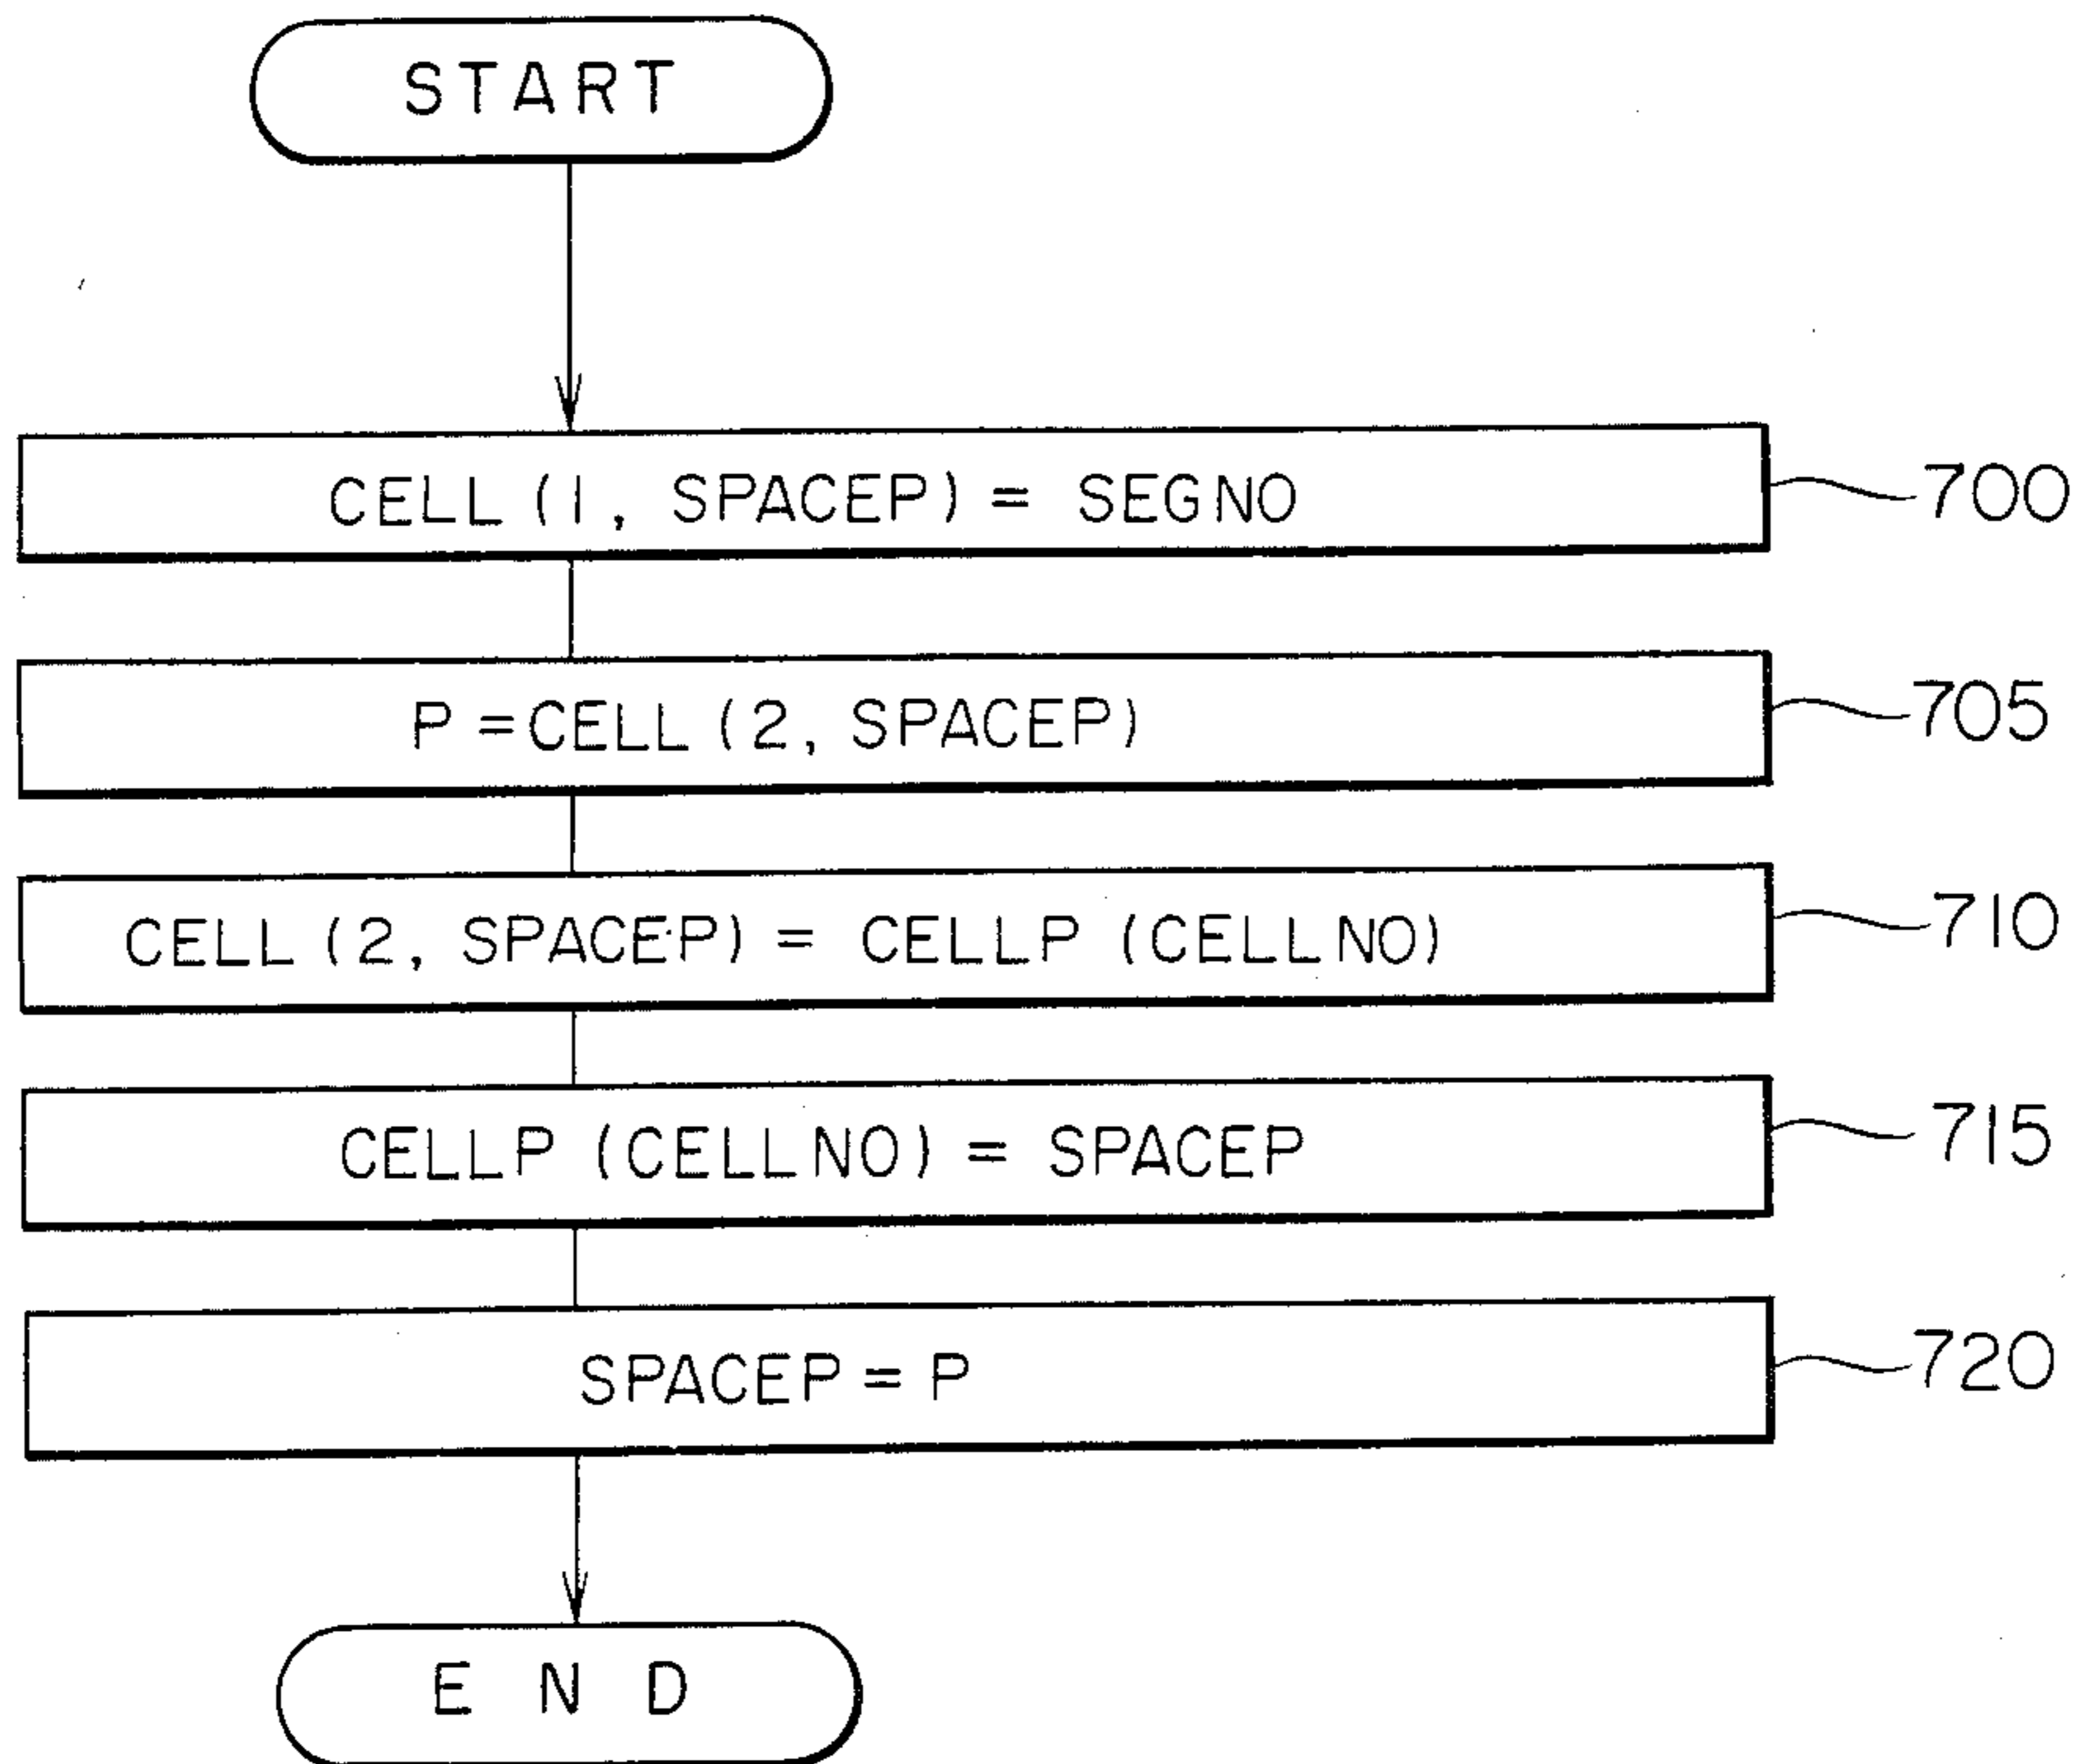 START
CELL (1, SPACEP) = SEGNO
700
P = CELL (2, SPACEP)
705
CELL (2, SPACEP) = CELLP (CELLNO)
710
CELLP (CELLNO) = SPACEP
715
SPACEP = P
720
END